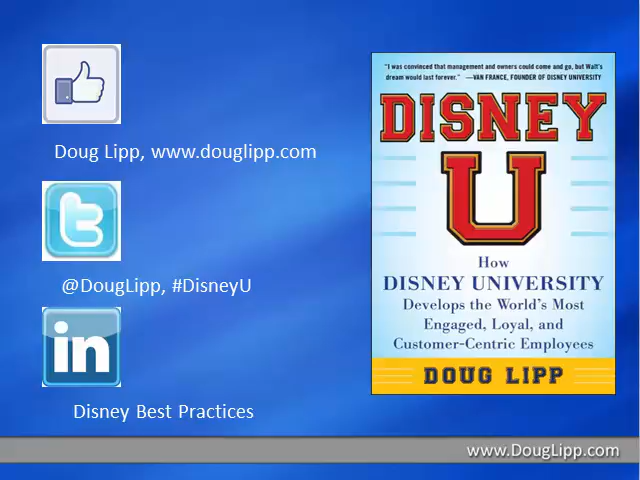 Doug Lipp, www.douglipp.com
t
@DougLipp, #DisneyU
in
Disney Best Practices
"I was convinced that management and owners could come and go, but Walt's
dream would last forever." —VAN FRANCE, FOUNDER OF DISNEY UNIVERSITY
DISNEY
U
How
DISNEY UNIVERSITY
Develops the World's Most
Engaged, Loyal, and
Customer-Centric Employees
DOUG LIPP
www.DougLipp.com